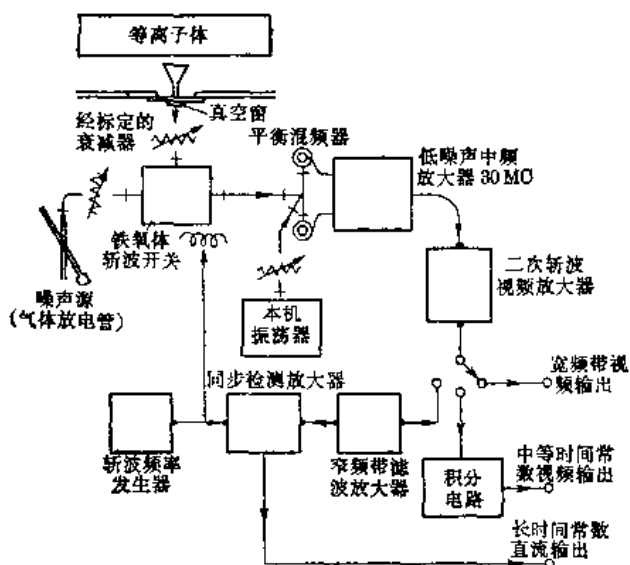 等离子体
真空窗
经标定的
衰减器
平衡混频器
低噪声中频
放大器 30 MC
铁氧体
斩波开关
噪声源
(气体放电管)
本机
振荡器
二次斩波
视频放大器
宽频带视
频输出
同步检测放大器
斩波频率
发生器
窄频带滤
波放大器
积分
电路
中等时间常
数视频输出
长时间常数
直流输出